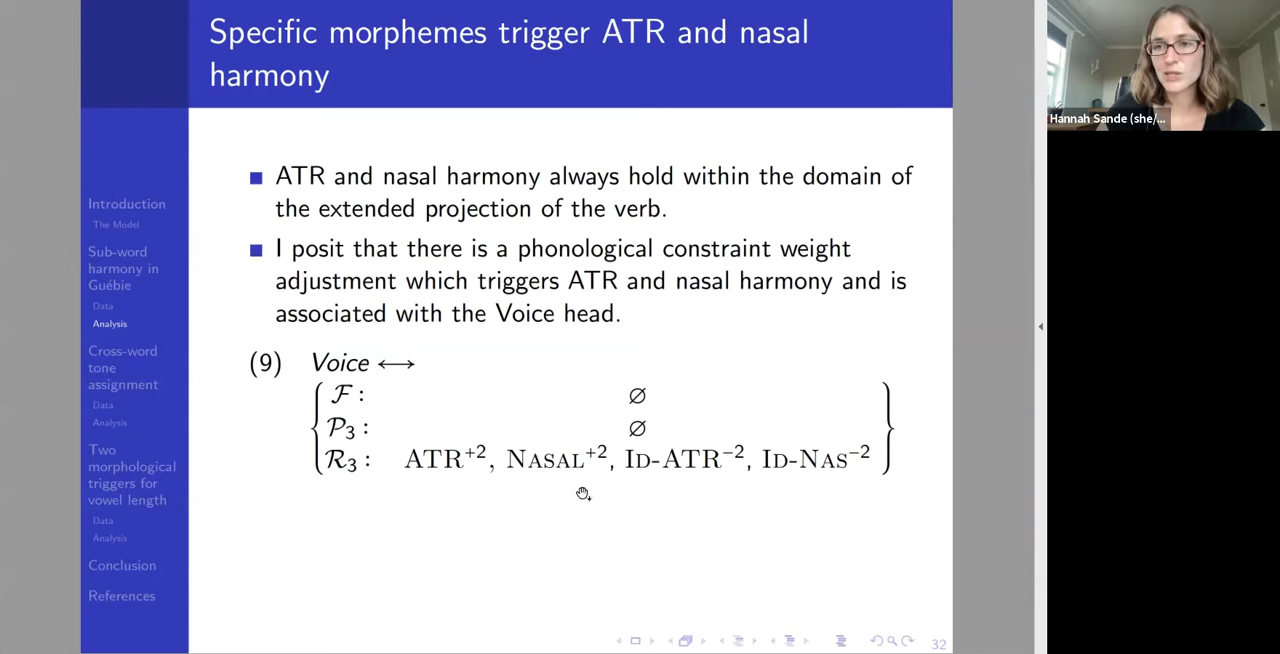 Specific morphemes trigger ATR and nasal
harmony
Introduction
The Model
Sub-word
harmony in
Guébie
Data
Analysis
Cross-word
tone
assignment
Data
Analysis
Two
morphological
triggers for
vowel length
Data
Analysis
Conclusion
References
ATR and nasal harmony always hold within the domain of
the extended projection of the verb.
I posit that there is a phonological constraint weight
adjustment which triggers ATR and nasal harmony and is
associated with the Voice head.
(9) Voice ⟷
ℱ : ∅
𝒫₃ : ∅
ℛ₃ : ATR⁺², NASAL⁺², ID-ATR⁻², ID-NAS⁻²
32
Hannah Sande (she/...